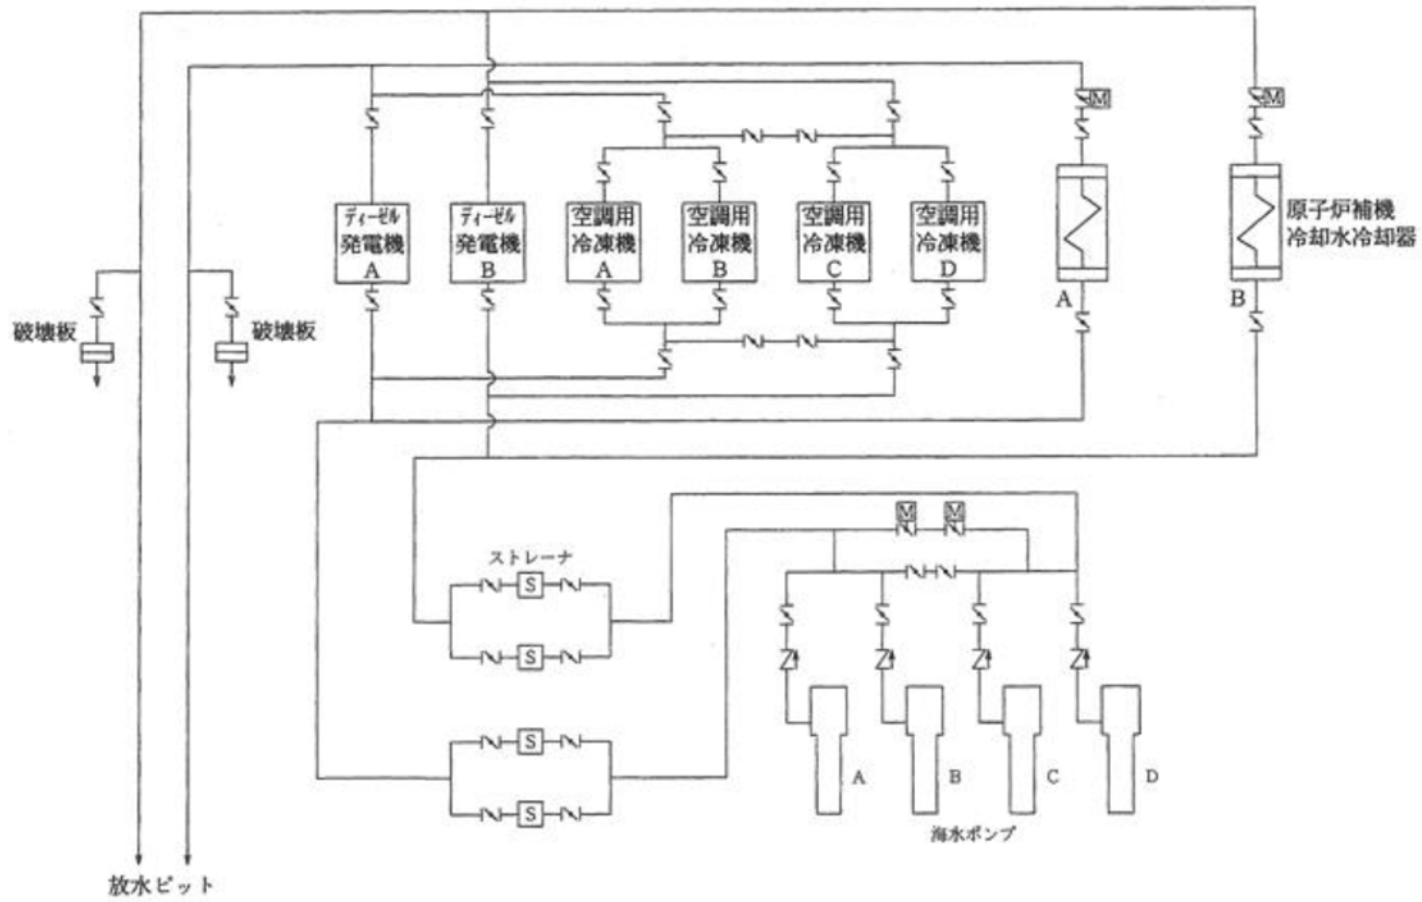 M
M
ディーゼル
発電機
A
ディーゼル
発電機
B
空調用
冷凍機
A
空調用
冷凍機
B
空調用
冷凍機
C
空調用
冷凍機
D
A
原子炉補機
冷却水冷却器
B
破壊板
破壊板
M
M
ストレーナ
S
S
S
S
A
B
C
D
海水ポンプ
放水ピット